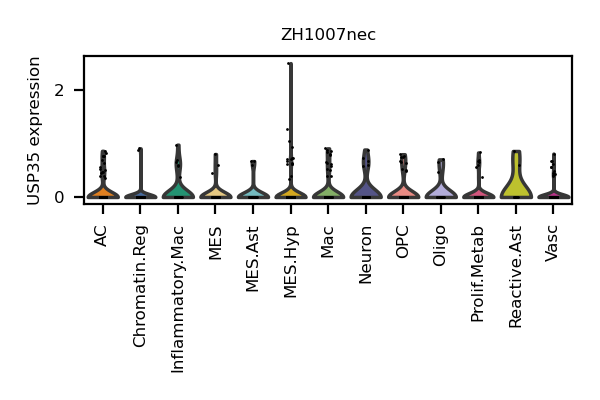 ZH1007nec
USP35 expression
2
0
AC
Chromatin.Reg
Inflammatory.Mac
MES
MES.Ast
MES.Hyp
Mac
Neuron
OPC
Oligo
Prolif.Metab
Reactive.Ast
Vasc